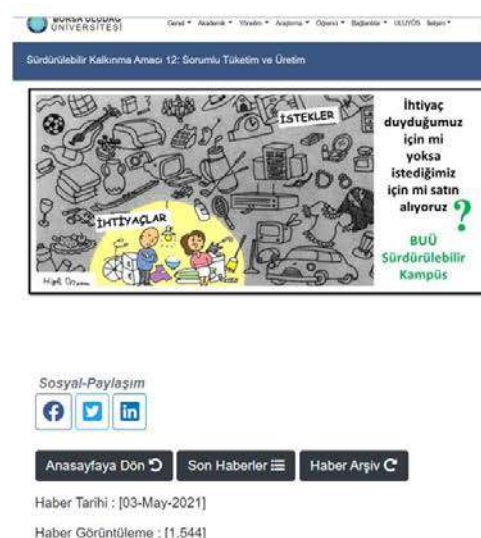 BURSA ULUDAĞ
ÜNİVERSİTESİ
Genel Akademik Yönetim Araştırma Öğrenci Bağlantılar ULUYÖS İletişim
Sürdürülebilir Kalkınma Amacı 12: Sorumlu Tüketim ve Üretim
İSTEKLER
İHTİYAÇLAR
İhtiyaç
duyduğumuz
için mi
yoksa
istediğimiz
için mi satın
alıyoruz ?
BUÜ
Sürdürülebilir
Kampüs
Sosyal-Paylaşım
Anasayfaya Dön
Son Haberler
Haber Arşiv
Haber Tarihi : [03-May-2021]
Haber Görüntüleme : [1.544]